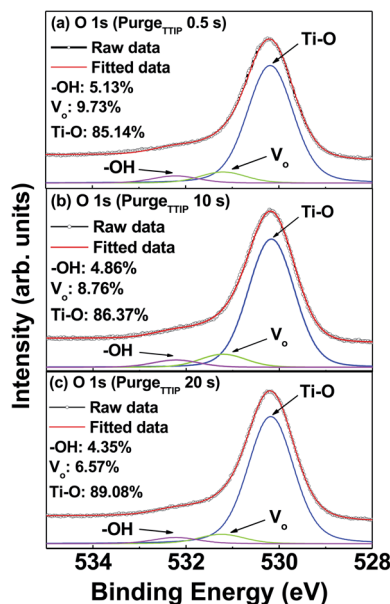 Intensity (arb. units)
(a) O 1s (Purge_TTIP 0.5 s)
Raw data
Fitted data
-OH: 5.13%
V_o: 9.73%
Ti-O: 85.14%
Ti-O
-OH
V_o
(b) O 1s (Purge_TTIP 10 s)
Raw data
Fitted data
-OH: 4.86%
V_o: 8.76%
Ti-O: 86.37%
Ti-O
-OH
V_o
(c) O 1s (Purge_TTIP 20 s)
Raw data
Fitted data
-OH: 4.35%
V_o: 6.57%
Ti-O: 89.08%
Ti-O
-OH
V_o
534 532 530 528
Binding Energy (eV)